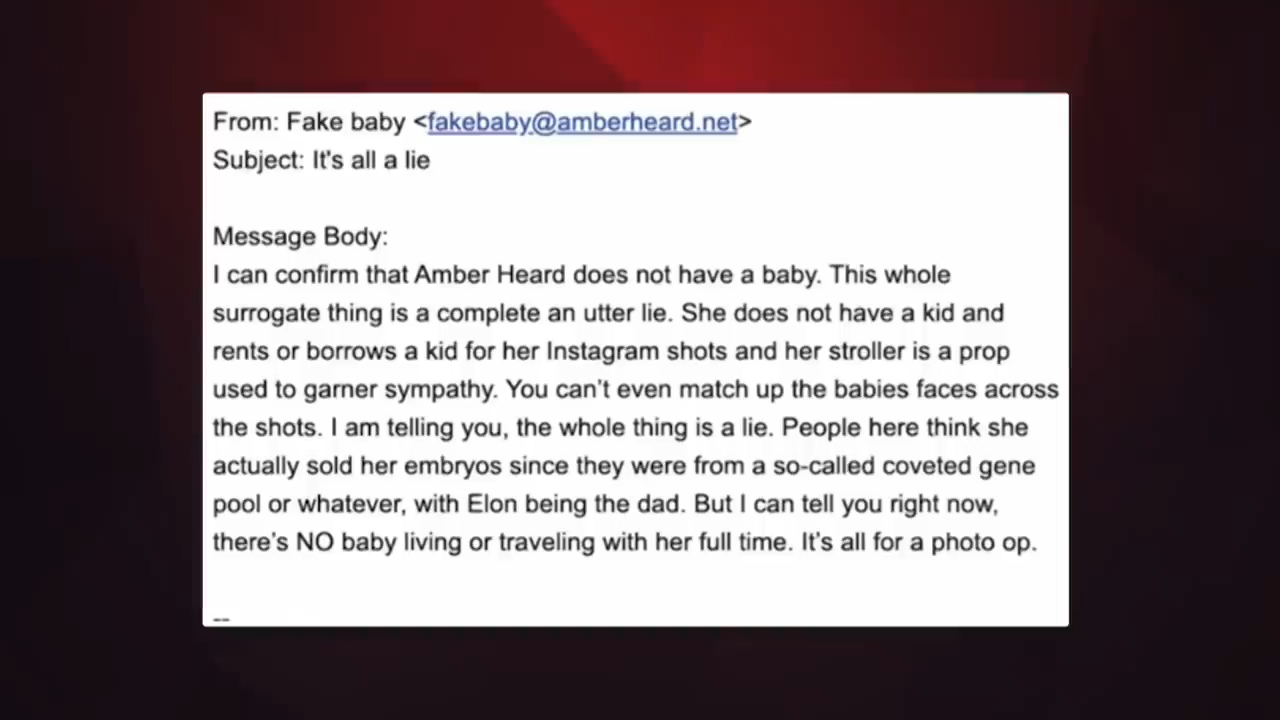 From: Fake baby <fakebaby@amberheard.net>
Subject: It's all a lie
Message Body:
I can confirm that Amber Heard does not have a baby. This whole
surrogate thing is a complete an utter lie. She does not have a kid and
rents or borrows a kid for her Instagram shots and her stroller is a prop
used to garner sympathy. You can’t even match up the babies faces across
the shots. I am telling you, the whole thing is a lie. People here think she
actually sold her embryos since they were from a so-called coveted gene
pool or whatever, with Elon being the dad. But I can tell you right now,
there’s NO baby living or traveling with her full time. It’s all for a photo op.
--